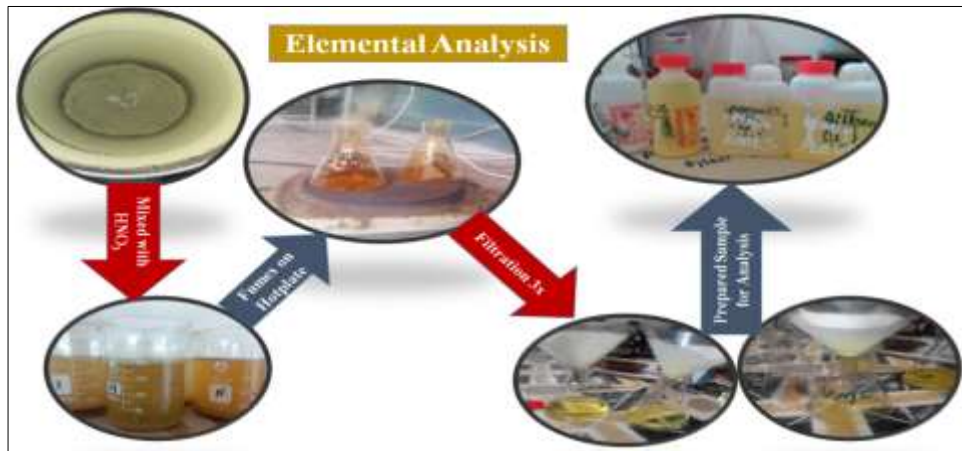 Elemental Analysis
Mixed with
HNO3
Fumes on
Hotplate
Filtration 3x
Prepared Sample
for Analysis